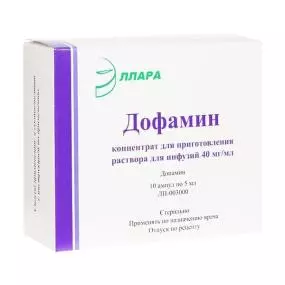 ЭЛЛАРА
Дофамин
концентрат для приготовления
раствора для инфузий 40 мг/мл
Допамин
10 ампул по 5 мл
ЛП-003000
Стерильно
Применять по назначению врача
Отпуск по рецепту